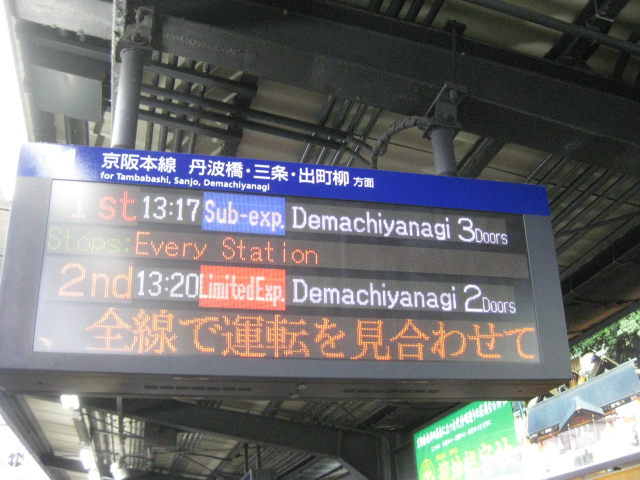 京阪本線 丹波橋・三条・出町柳 方面
for Tambabashi, Sanjo, Demachiyanagi
1st 13:17 Sub-exp. Demachiyanagi 3Doors
Stops: Every Station
2nd 13:20 LimitedExp. Demachiyanagi 2Doors
、全線で運転を見合わせて